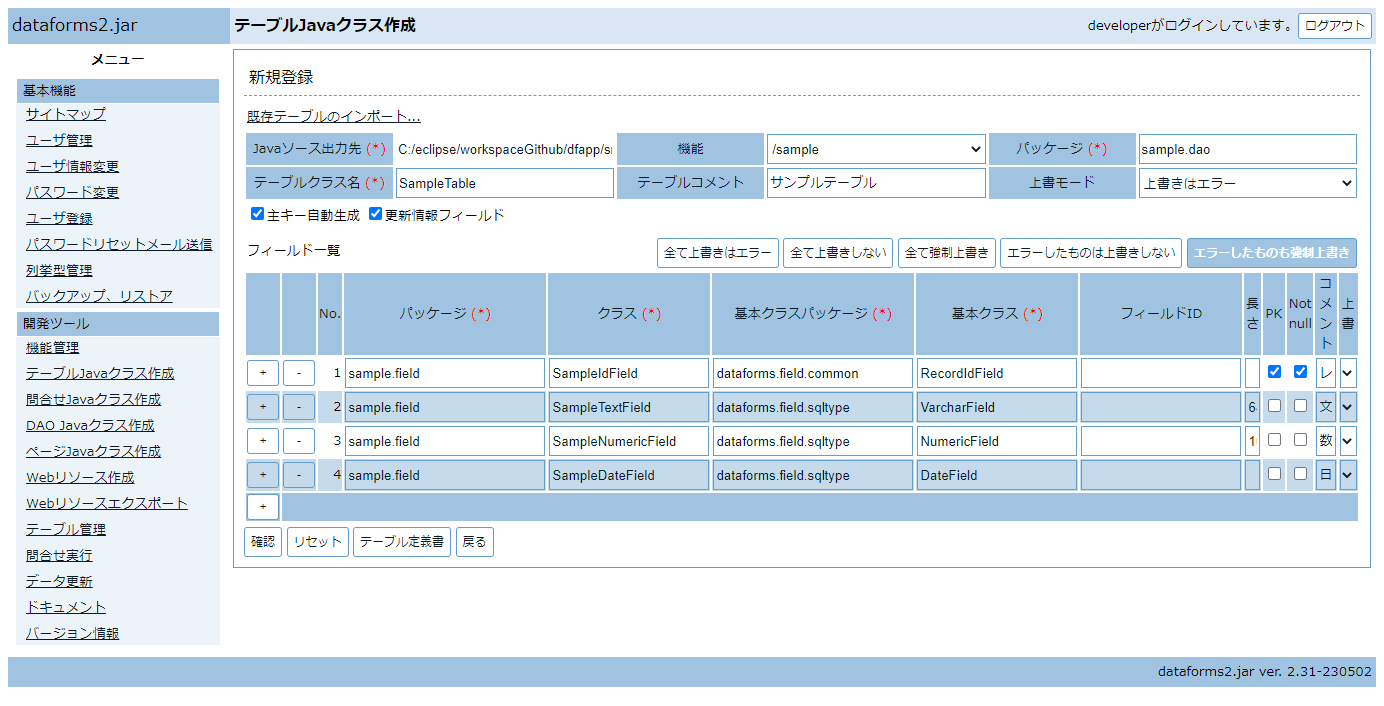 dataforms2.jar
テーブルJavaクラス作成
developerがログインしています。 ログアウト
メニュー
基本機能
サイトマップ
ユーザ管理
ユーザ情報変更
パスワード変更
ユーザ登録
パスワードリセットメール送信
列挙型管理
バックアップ、リストア
開発ツール
機能管理
テーブルJavaクラス作成
問合せJavaクラス作成
DAO Javaクラス作成
ページJavaクラス作成
Webリソース作成
Webリソースエクスポート
テーブル管理
問合せ実行
データ更新
ドキュメント
バージョン情報
新規登録
既存テーブルのインポート...
Javaソース出力先 (*) C:/eclipse/workspaceGithub/dfapp/sr 機能 /sample パッケージ (*) sample.dao
テーブルクラス名 (*) SampleTable テーブルコメント サンプルテーブル 上書モード 上書きはエラー
主キー自動生成 更新情報フィールド
フィールド一覧 全て上書きはエラー 全て上書きしない 全て強制上書き エラーしたものは上書きしない エラーしたものも強制上書き
No. パッケージ (*) クラス (*) 基本クラスパッケージ (*) 基本クラス (*) フィールドID 長さ PK Not null コメント 上書
+ - 1 sample.field SampleIdField dataforms.field.common RecordIdField レ
+ - 2 sample.field SampleTextField dataforms.field.sqltype VarcharField 6 文
+ - 3 sample.field SampleNumericField dataforms.field.sqltype NumericField 1 数
+ - 4 sample.field SampleDateField dataforms.field.sqltype DateField 日
+
確認 リセット テーブル定義書 戻る
dataforms2.jar ver. 2.31-230502